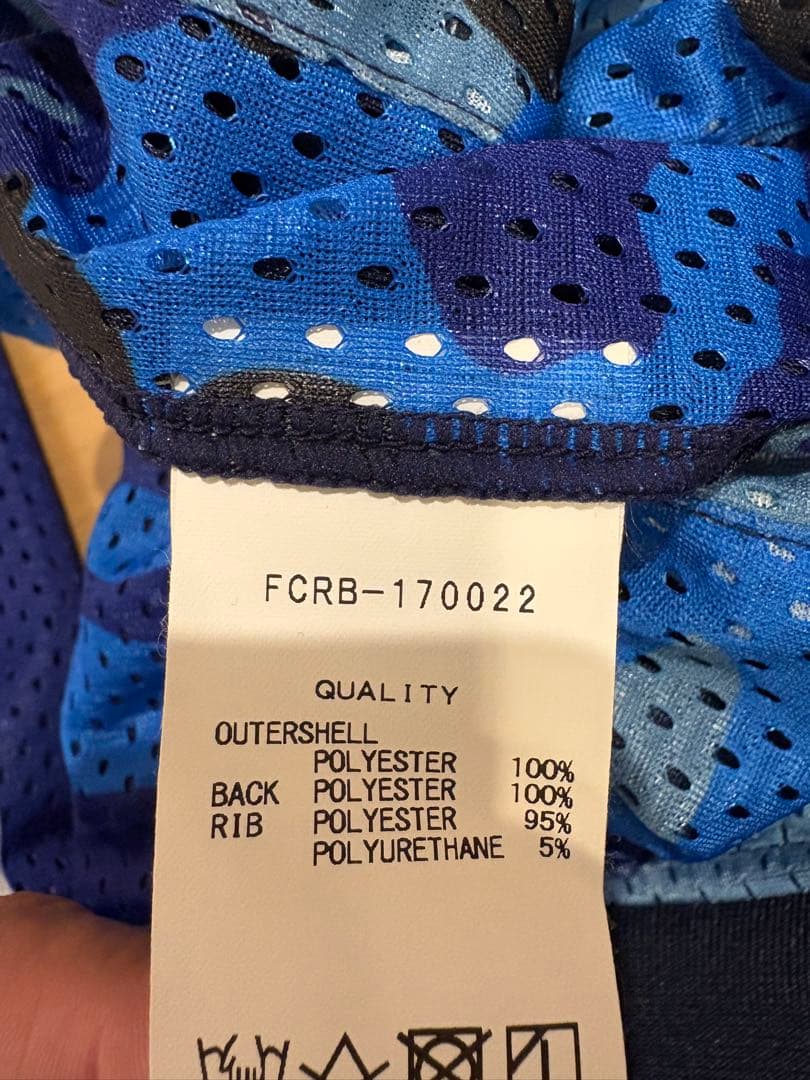 FCRB-170022
QUALITY
OUTERSHELL
POLYESTER 100%
BACK POLYESTER 100%
RIB POLYESTER 95%
POLYURETHANE 5%